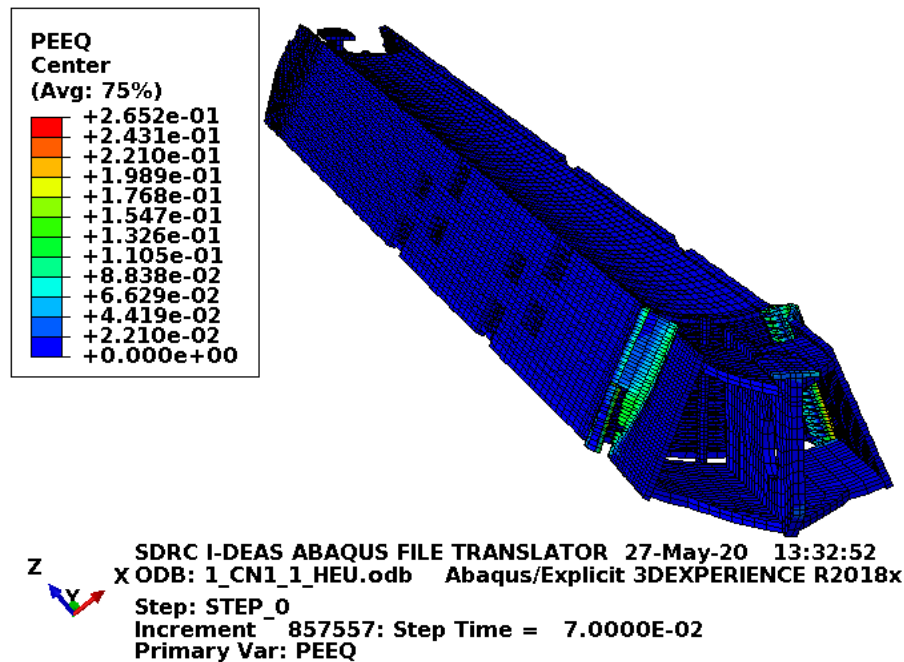 PEEQ
Center
(Avg: 75%)
+2.652e-01
+2.431e-01
+2.210e-01
+1.989e-01
+1.768e-01
+1.547e-01
+1.326e-01
+1.105e-01
+8.838e-02
+6.629e-02
+4.419e-02
+2.210e-02
+0.000e+00
SDRC I-DEAS ABAQUS FILE TRANSLATOR 27-May-20 13:32:52
ODB: 1_CN1_1_HEU.odb Abaqus/Explicit 3DEXPERIENCE R2018x
Step: STEP_0
Increment 857557: Step Time = 7.0000E-02
Primary Var: PEEQ
Z
Y
X